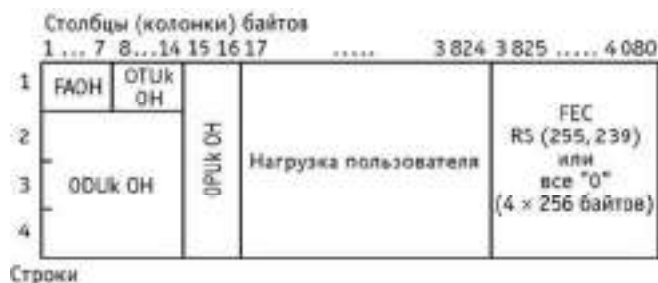 Столбцы (колонки) байтов
1 ... 7 8...14 15 16 17 ..... 3 824 3 825 ..... 4 080
1 FAOH OTUk OH
2
3 ODUk OH
4
OPUk OH
Нагрузка пользователя
FEC
RS (255, 239)
или
все "0"
(4 × 256 байтов)
Строки